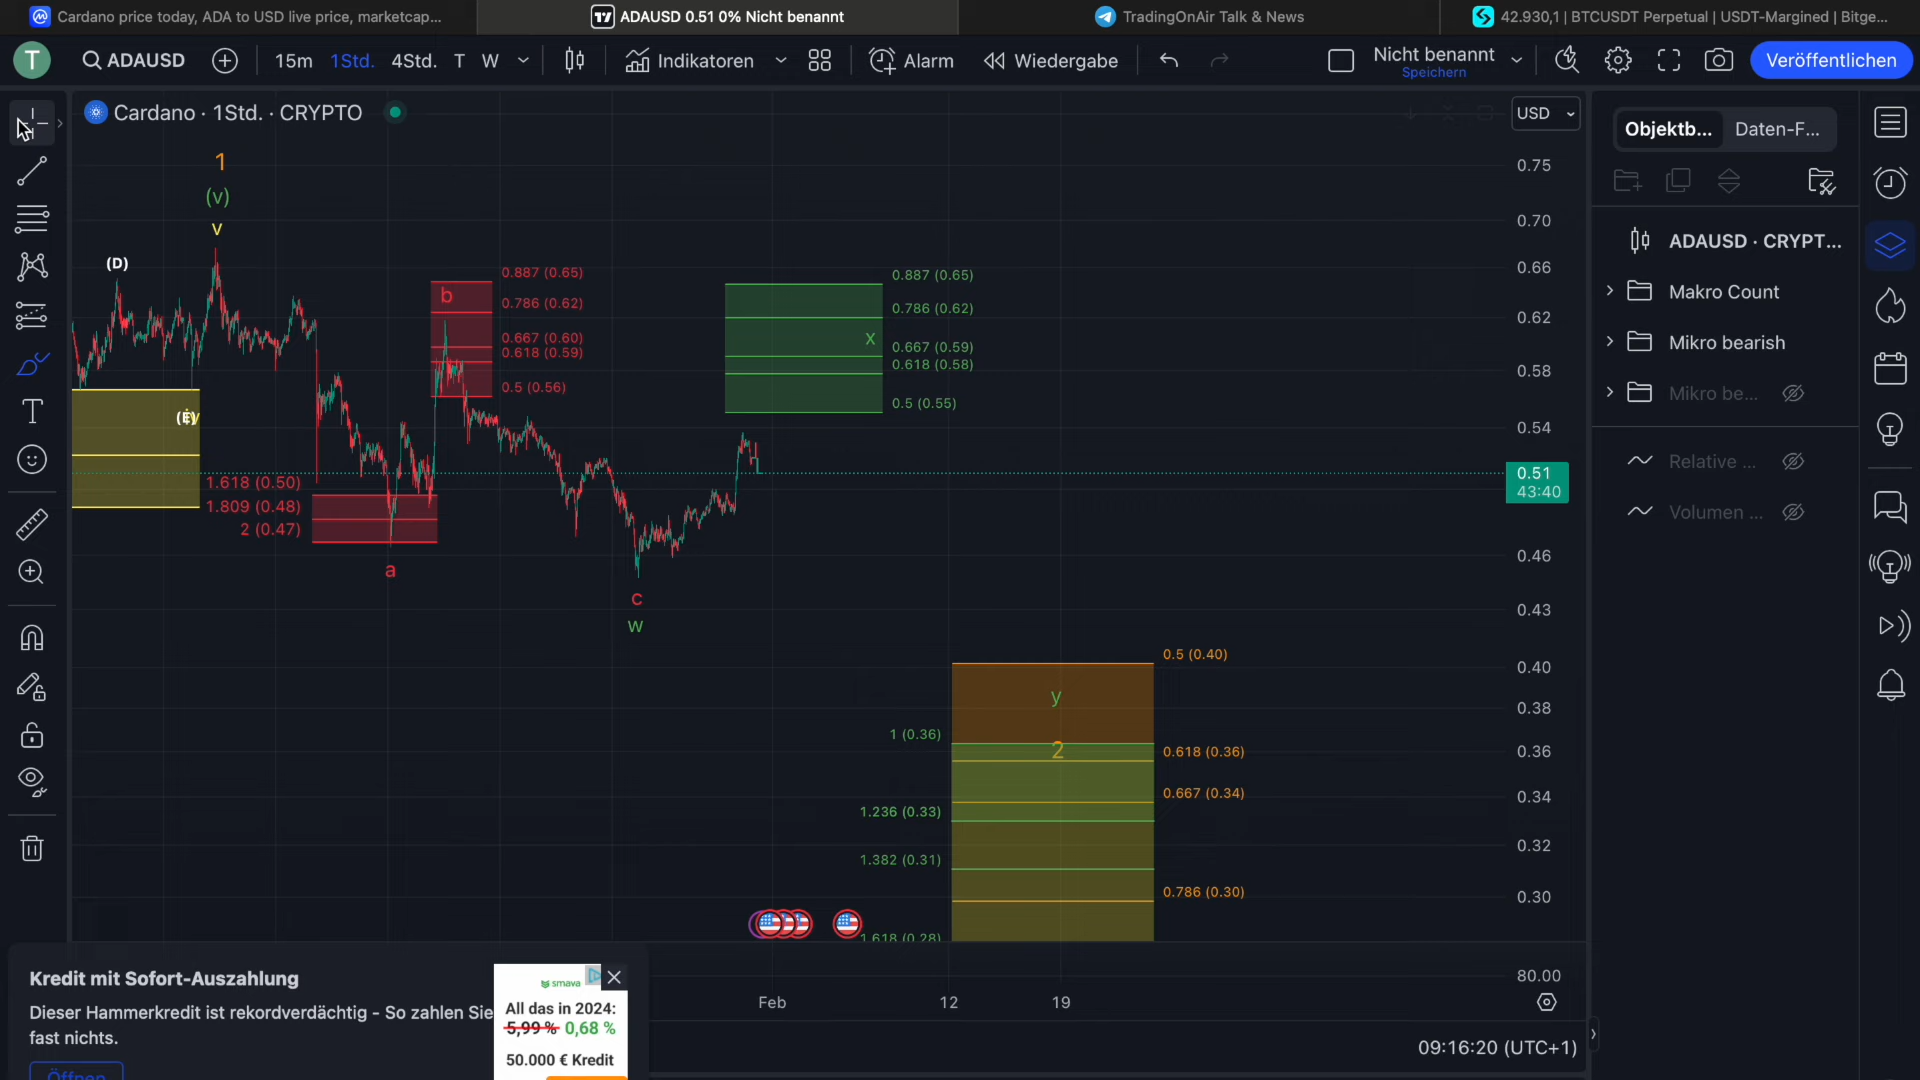 Cardano price today, ADA to USD live price, marketcap...
ADAUSD 0.51 0% Nicht benannt
TradingOnAir Talk & News
42.930,1 | BTCUSDT Perpetual | USDT-Margined | Bitge...
T
ADAUSD
15m
1Std.
4Std.
T
W
Indikatoren
Alarm
Wiedergabe
Nicht benannt
Speichern
Veröffentlichen
Cardano · 1Std. · CRYPTO
USD
Objektb...
Daten-F...
ADAUSD · CRYPT...
Makro Count
Mikro bearish
Mikro be...
Relative ...
Volumen ...
1
(v)
v
(D)
b
0.887 (0.65)
0.786 (0.62)
0.667 (0.60)
0.618 (0.59)
0.5 (0.56)
0.887 (0.65)
0.786 (0.62)
x
0.667 (0.59)
0.618 (0.58)
0.5 (0.55)
1.618 (0.50)
1.809 (0.48)
2 (0.47)
a
c
w
0.5 (0.40)
y
1 (0.36)
2
0.618 (0.36)
0.667 (0.34)
1.236 (0.33)
1.382 (0.31)
0.786 (0.30)
1.618 (0.28)
0.75
0.70
0.66
0.62
0.58
0.54
0.51
43:40
0.46
0.43
0.40
0.38
0.36
0.34
0.32
0.30
80.00
Feb
12
19
09:16:20 (UTC+1)
Kredit mit Sofort-Auszahlung
Dieser Hammerkredit ist rekordverdächtig - So zahlen Sie
fast nichts.
Öffnen
smava
All das in 2024:
5,99 % 0,68 %
50.000 € Kredit